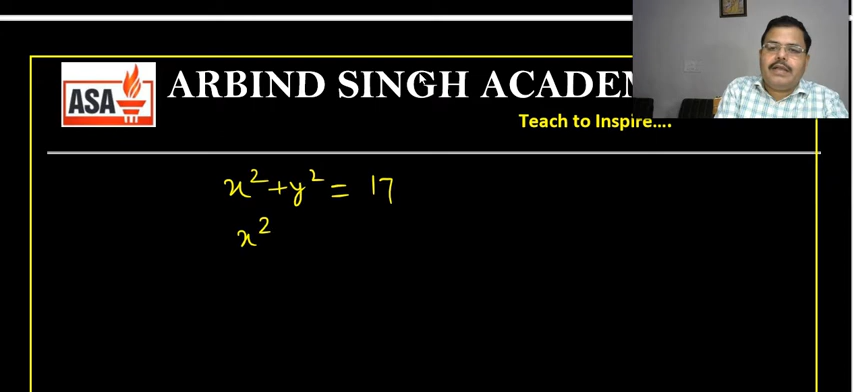 ASA
ARBIND SINGH ACADEM
Teach to Inspire....
x² + y² = 17
x²